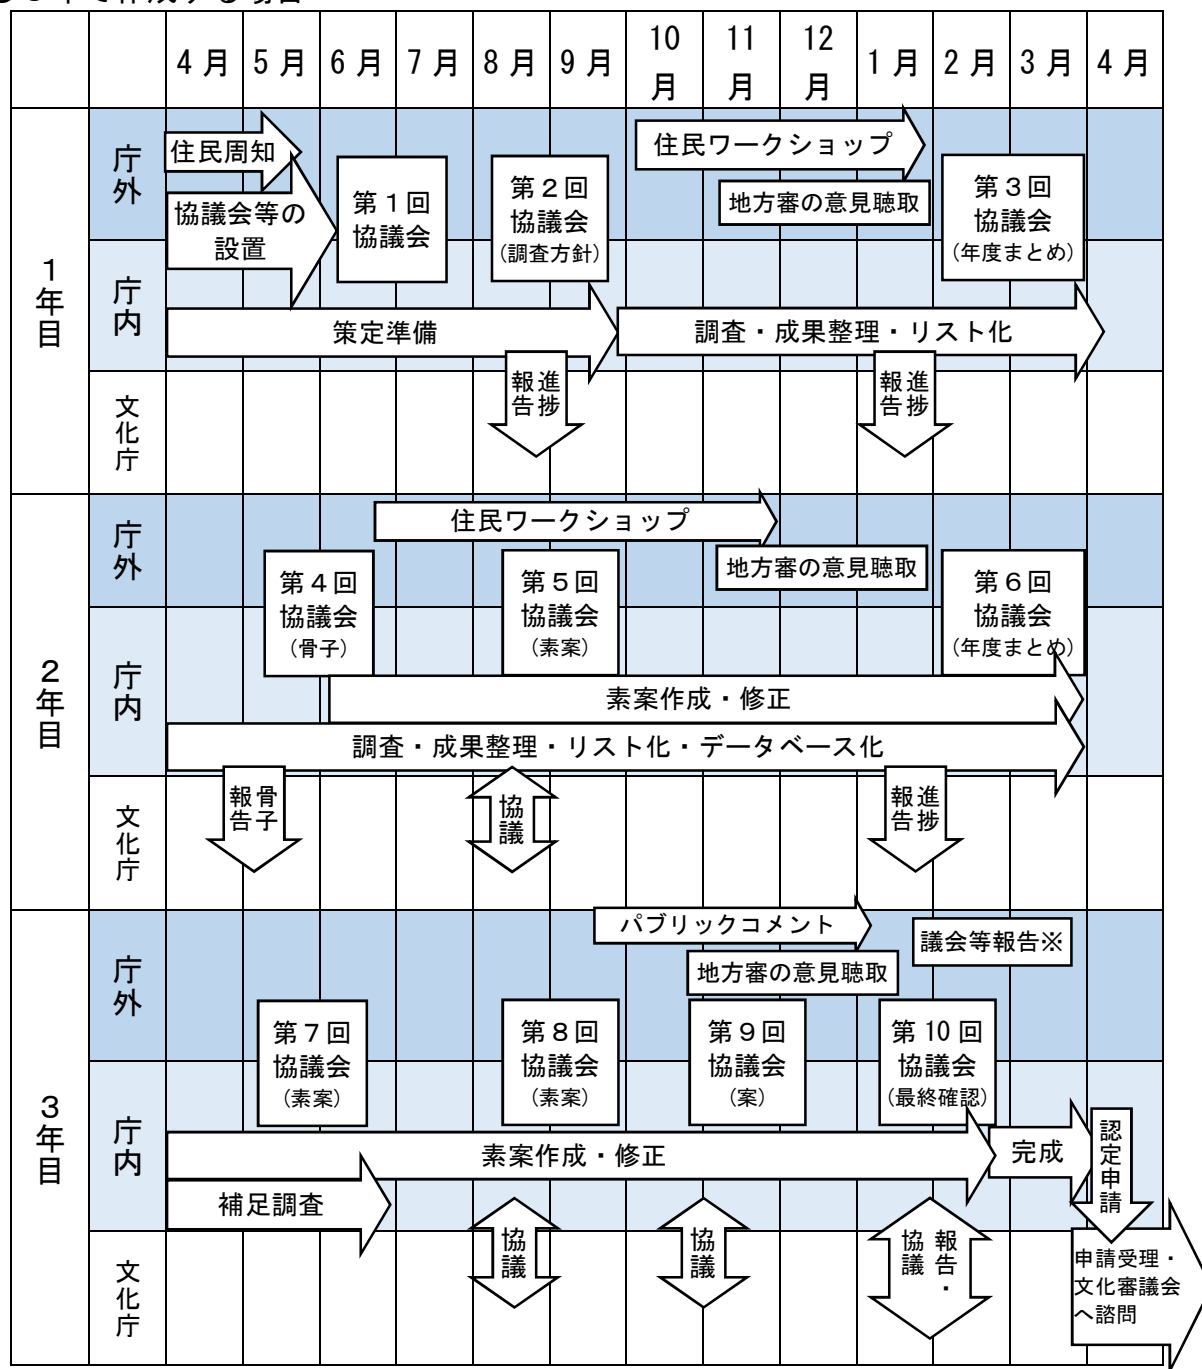 4月 5月 6月 7月 8月 9月 10月 11月 12月 1月 2月 3月 4月
1年目
庁外
住民周知
協議会等の
設置
第1回
協議会
第2回
協議会
(調査方針)
住民ワークショップ
地方審の意見聴取
第3回
協議会
(年度まとめ)
庁内
策定準備
調査・成果整理・リスト化
文化庁
進捗
報告
進捗
報告
2年目
庁外
住民ワークショップ
地方審の意見聴取
第4回
協議会
(骨子)
第5回
協議会
(素案)
第6回
協議会
(年度まとめ)
庁内
素案作成・修正
調査・成果整理・リスト化・データベース化
文化庁
骨子
報告
協議
進捗
報告
3年目
庁外
パブリックコメント
議会等報告※
地方審の意見聴取
第7回
協議会
(素案)
第8回
協議会
(素案)
第9回
協議会
(案)
第10回
協議会
(最終確認)
庁内
素案作成・修正
完成
認定申請
補足調査
文化庁
協議
協議
報告・
協議
申請受理・
文化審議会
へ諮問